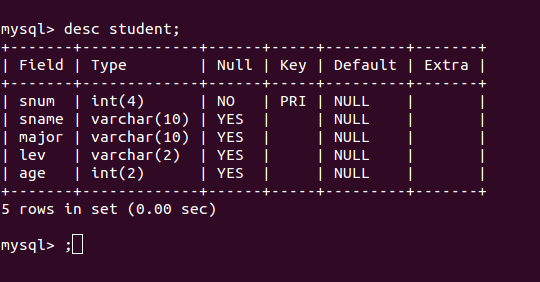 mysql> desc student;
+-------+-------------+------+-----+---------+-------+
| Field | Type        | Null | Key | Default | Extra |
+-------+-------------+------+-----+---------+-------+
| snum  | int(4)      | NO   | PRI | NULL    |       |
| sname | varchar(10) | YES  |     | NULL    |       |
| major | varchar(10) | YES  |     | NULL    |       |
| lev   | varchar(2)  | YES  |     | NULL    |       |
| age   | int(2)      | YES  |     | NULL    |       |
+-------+-------------+------+-----+---------+-------+
5 rows in set (0.00 sec)
mysql> ;